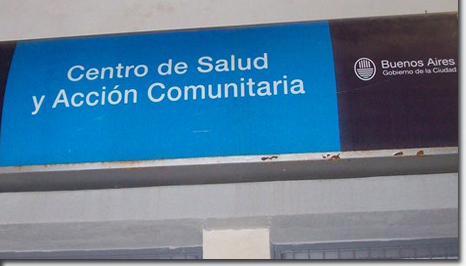 Centro de Salud
y Acción Comunitaria
Buenos Aires
Gobierno de la Ciudad